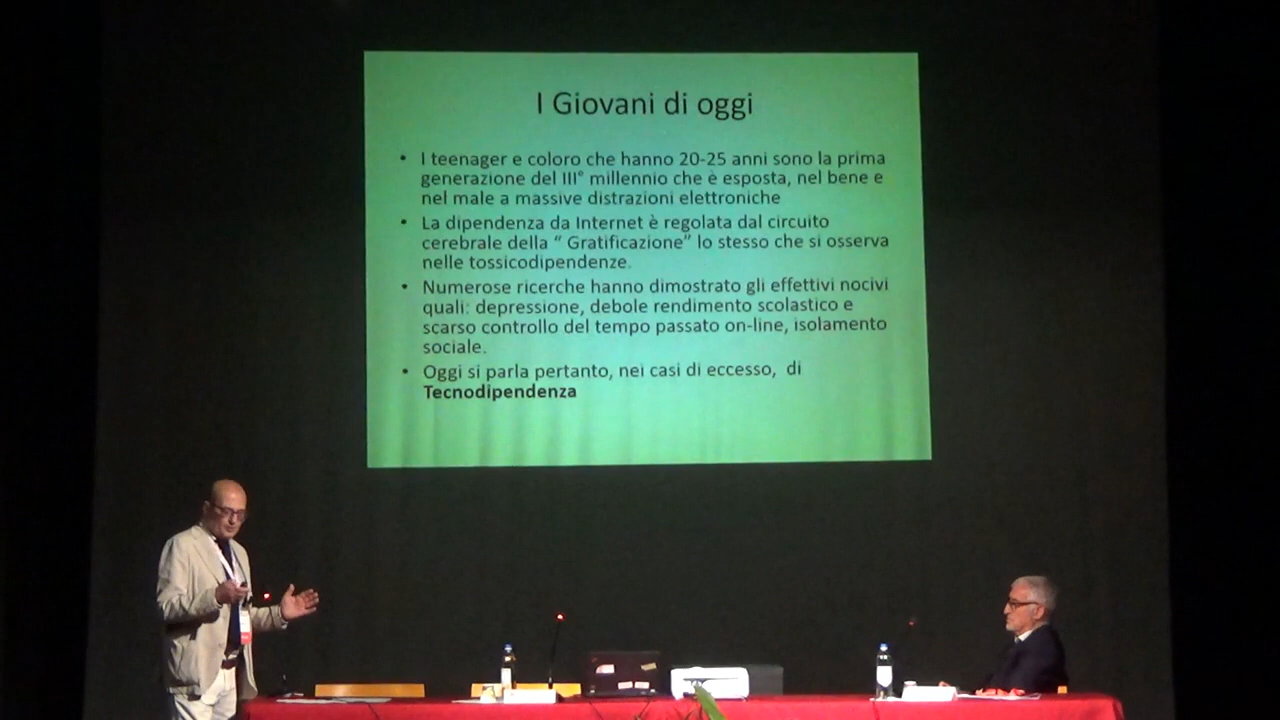 I Giovani di oggi
• I teenager e coloro che hanno 20-25 anni sono la prima
generazione del III° millennio che è esposta, nel bene e
nel male a massive distrazioni elettroniche
• La dipendenza da Internet è regolata dal circuito
cerebrale della “ Gratificazione” lo stesso che si osserva
nelle tossicodipendenze.
• Numerose ricerche hanno dimostrato gli effettivi nocivi
quali: depressione, debole rendimento scolastico e
scarso controllo del tempo passato on-line, isolamento
sociale.
• Oggi si parla pertanto, nei casi di eccesso,  di
Tecnodipendenza